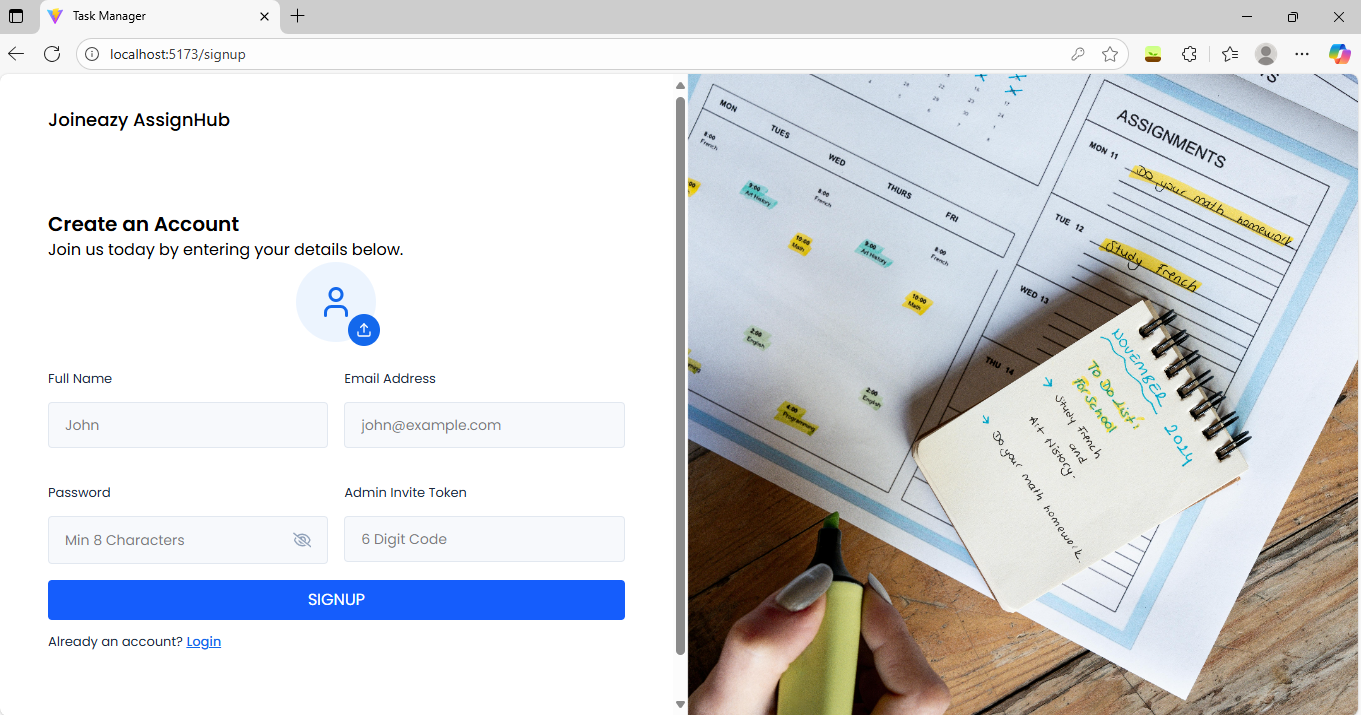 Task Manager
localhost:5173/signup
Joineazy AssignHub
Create an Account
Join us today by entering your details below.
Full Name
Email Address
John
john@example.com
Password
Admin Invite Token
Min 8 Characters
6 Digit Code
SIGNUP
Already an account? Login
MON
TUES
WED
THURS
FRI
8:00
French
9:00
Art History
8:00
French
10:00
Math
9:00
Art History
8:00
French
10:00
Math
2:00
English
2:00
English
4:00
Programming
ASSIGNMENTS
MON 11
Do your math homework
TUE 12
Study French
WED 13
THU 14
NOVEMBER 2024
To Do List!
For School
Study French
and
Art History.
Do your math homework.